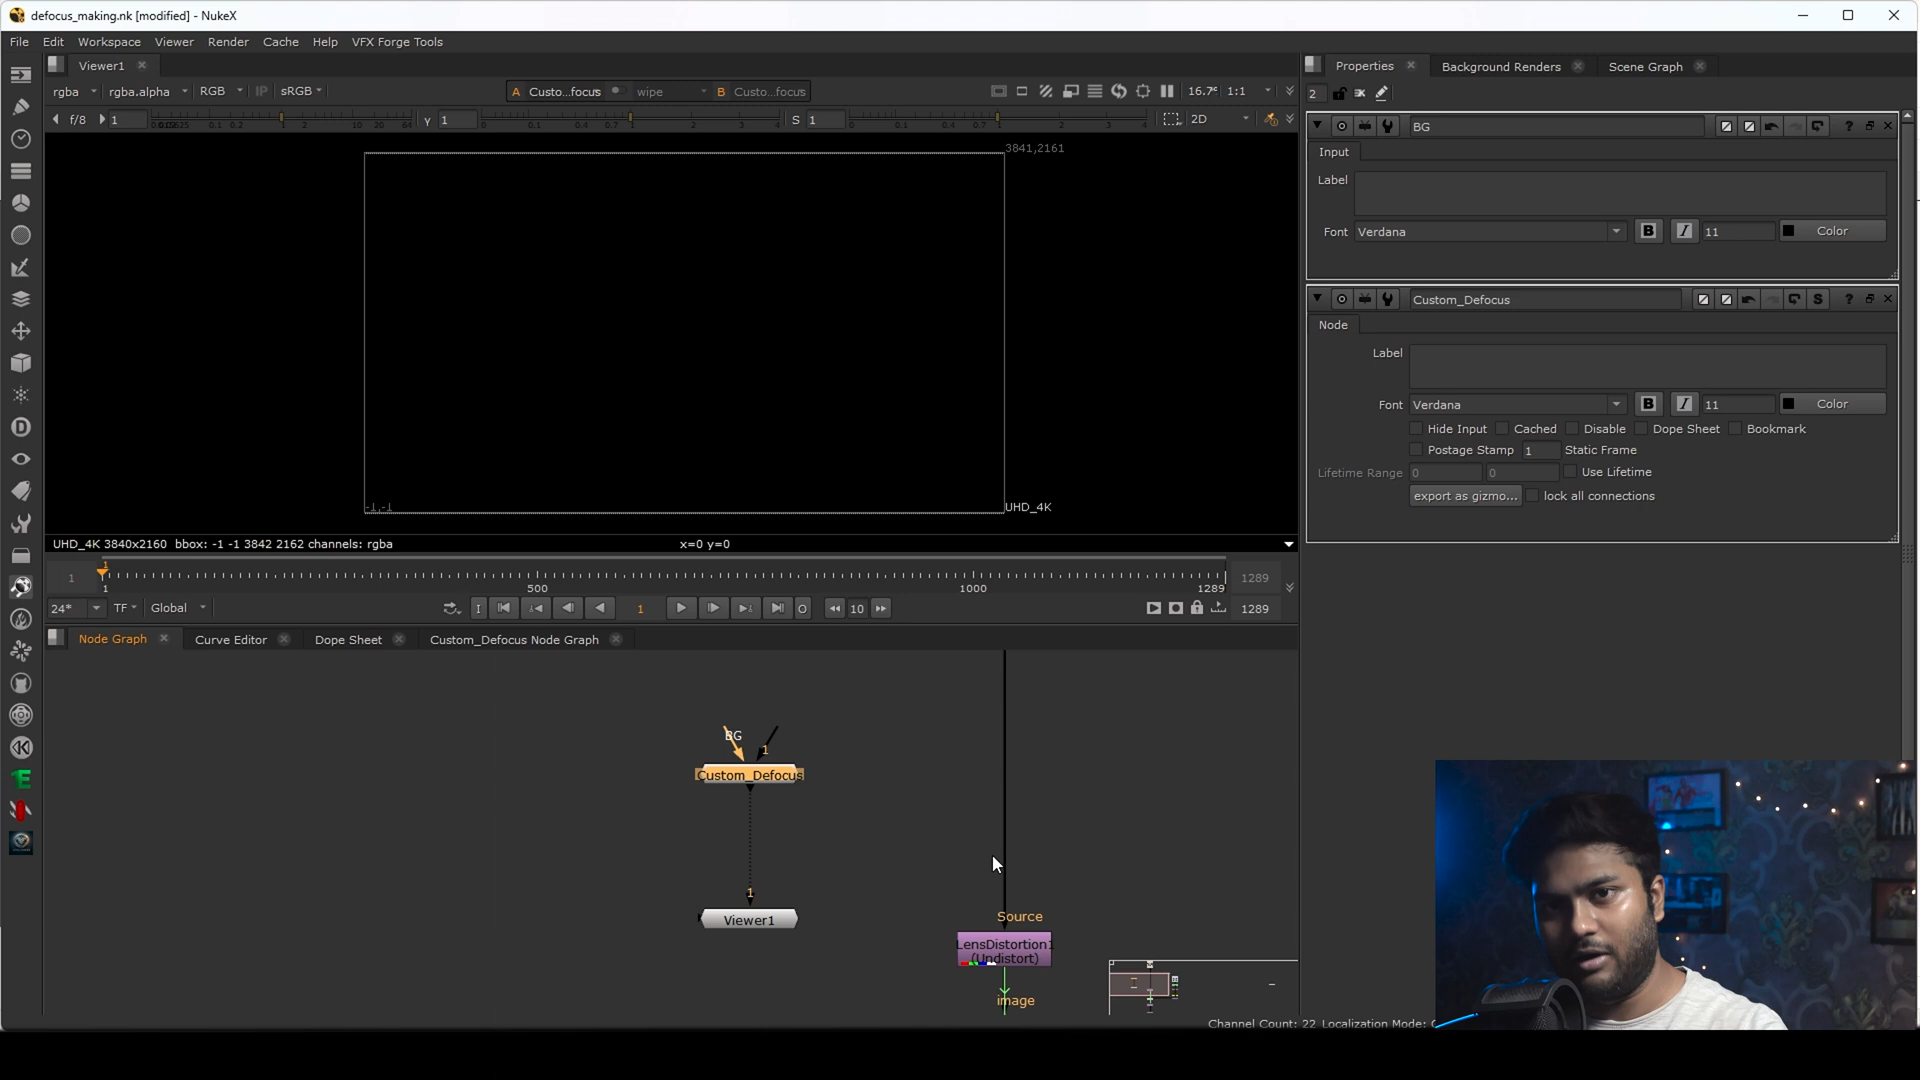 defocus_making.nk [modified] - NukeX
File Edit Workspace Viewer Render Cache Help VFX Forge Tools
Viewer1
rgba rgba.alpha RGB IP sRGB A Custo...focus wipe B Custo...focus 16.7% 1:1
f/8 1 Y 1 S 1 2D
3841,2161
-1,-1
UHD_4K
UHD_4K 3840x2160 bbox: -1 -1 3842 2162 channels: rgba x=0 y=0
1 1 1289
1 500 1000 1289
24* TF Global I 1 O 10 1289
Node Graph Curve Editor Dope Sheet Custom_Defocus Node Graph
BG
1
Custom_Defocus
1
Viewer1
Source
LensDistortion1
(Undistort)
image
Channel Count: 22 Localization Mode:
Properties Background Renders Scene Graph
2
BG
Input
Label
Font Verdana B I 11 Color
Custom_Defocus S ?
Node
Label
Font Verdana B I 11 Color
Hide Input Cached Disable Dope Sheet Bookmark
Postage Stamp 1 Static Frame
Lifetime Range 0 0 Use Lifetime
export as gizmo... lock all connections